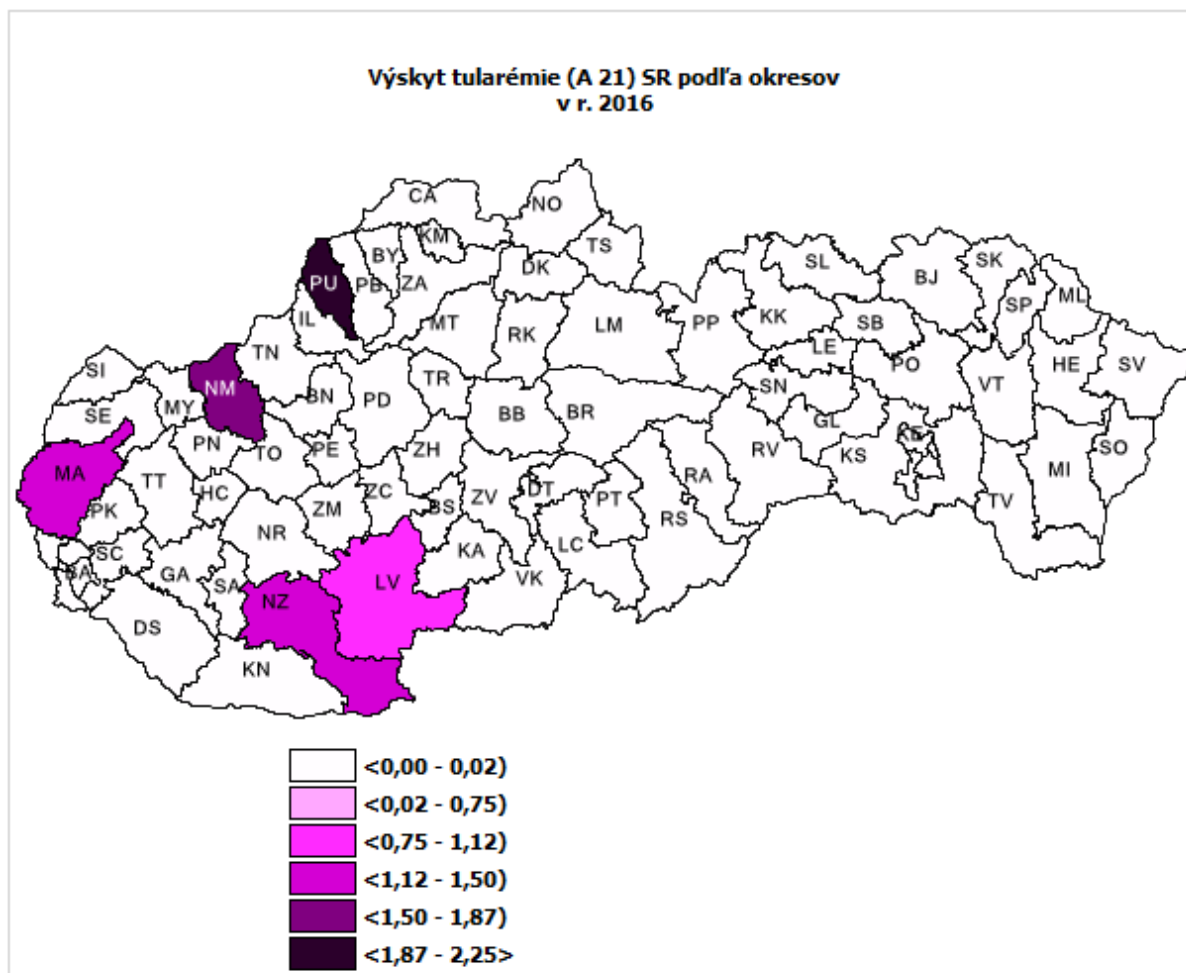 Výskyt tularémie (A 21) SR podľa okresov
v r. 2016
CA
NO
KM
BY
TS
DK
SL
SK
BJ
PU
PB
ZA
ML
SP
IL
MT
RK
LM
PP
KK
SB
TN
LE
PO
HE
SV
SI
NM
BN
PD
TR
SN
VT
MY
SE
BB
BR
GL
KE
PN
TO
PE
ZH
RV
KS
SO
MA
TT
HC
ZM
ZC
DT
PT
RA
MI
PK
BS
ZV
RS
TV
NR
KA
LC
SC
BA
GA
SA
LV
VK
NZ
DS
KN
<0,00 - 0,02)
<0,02 - 0,75)
<0,75 - 1,12)
<1,12 - 1,50)
<1,50 - 1,87)
<1,87 - 2,25>